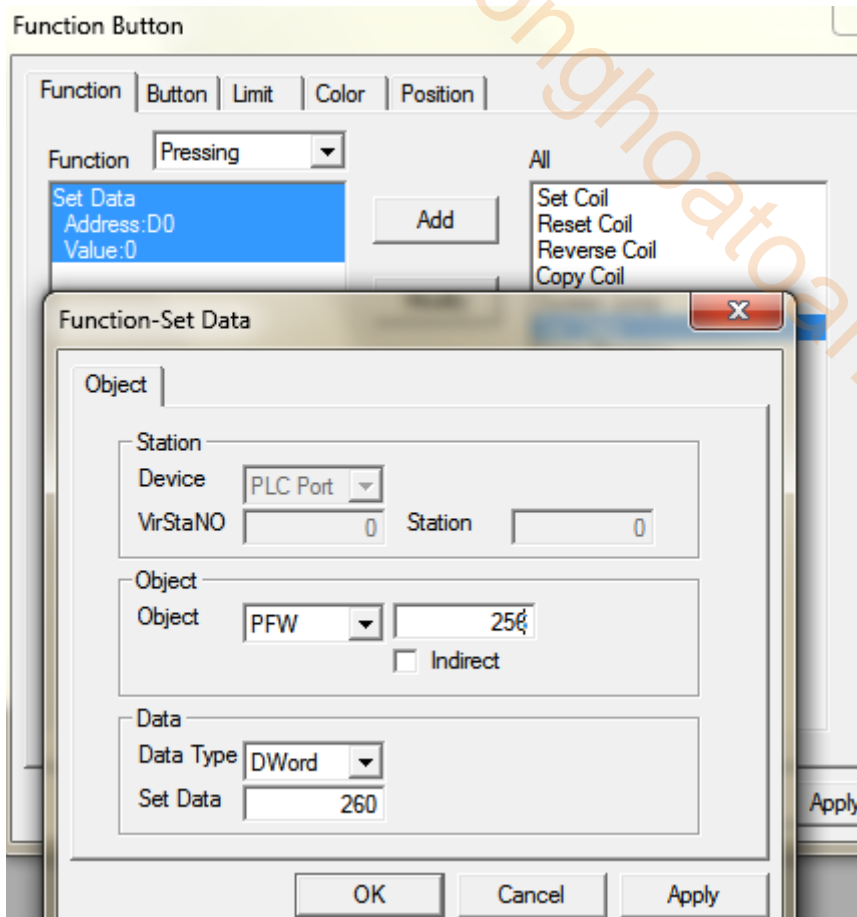 Function Button
Function Button Limit Color Position
Function Pressing All
Set Data
Address:D0
Value:0
Add
Set Coil
Reset Coil
Reverse Coil
Copy Coil
Function-Set Data
Object
Station
Device PLC Port
VirStaNO 0 Station 0
Object
Object PFW 256
Indirect
Data
Data Type DWord
Set Data 260
Apply
OK Cancel Apply